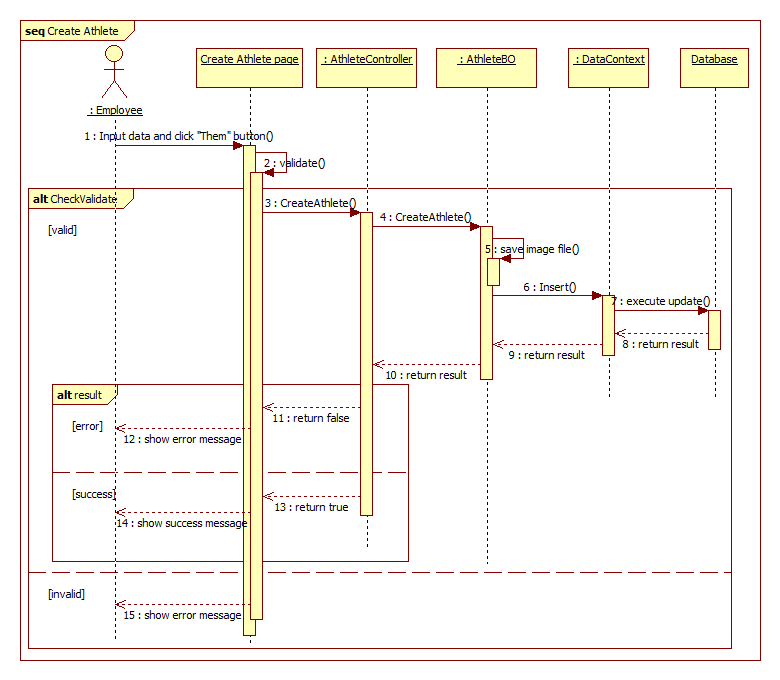 seq Create Athlete
Create Athlete page
: AthleteController
: AthleteBO
: DataContext
Database
: Employee
1 : Input data and click "Them" button()
2 : validate()
alt CheckValidate
3 : CreateAthlete()
4 : CreateAthlete()
[valid]
5 : save image file()
6 : Insert()
7 : execute update()
8 : return result
9 : return result
10 : return result
alt result
11 : return false
[error]
12 : show error message
[success]
13 : return true
14 : show success message
[invalid]
15 : show error message